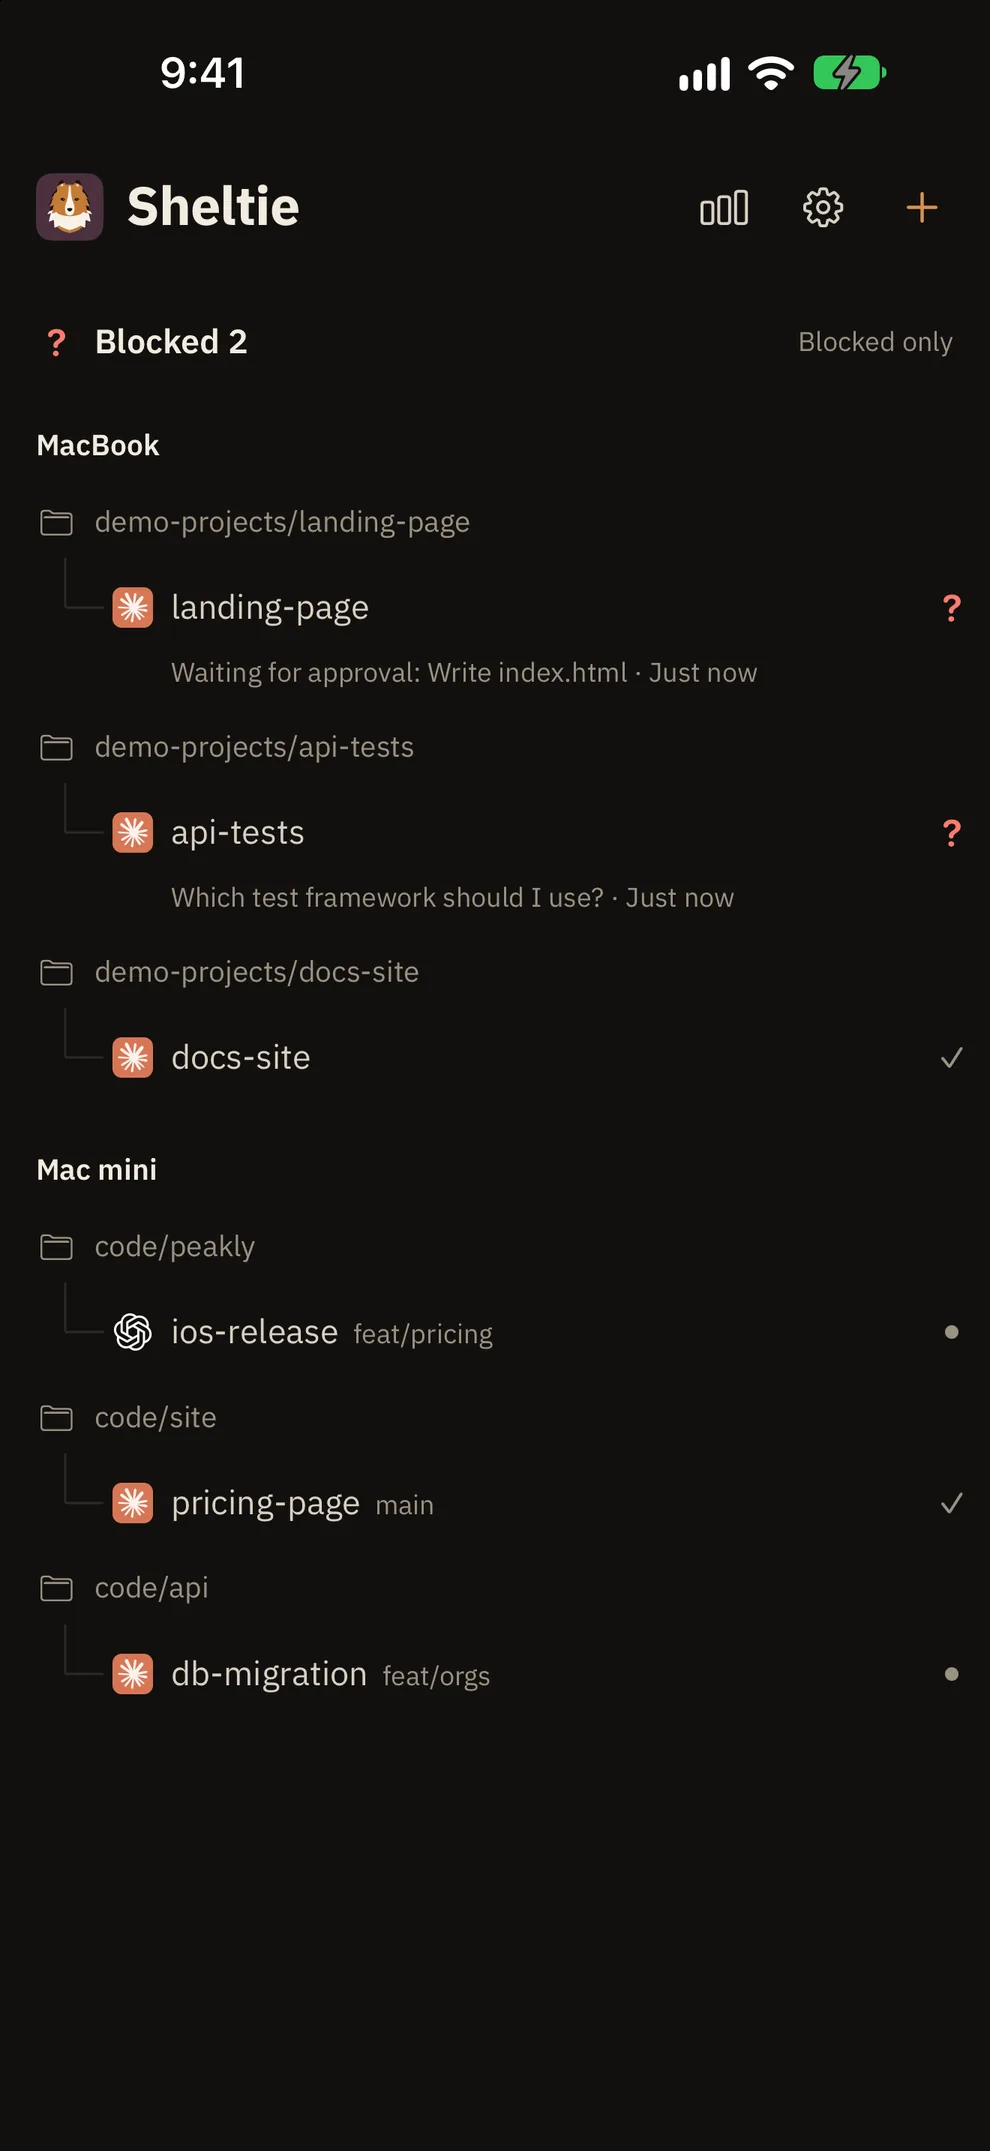 9:41
Sheltie
? Blocked 2 Blocked only
MacBook
demo-projects/landing-page
landing-page ?
Waiting for approval: Write index.html · Just now
demo-projects/api-tests
api-tests ?
Which test framework should I use? · Just now
demo-projects/docs-site
docs-site
Mac mini
code/peakly
ios-release feat/pricing
code/site
pricing-page main
code/api
db-migration feat/orgs